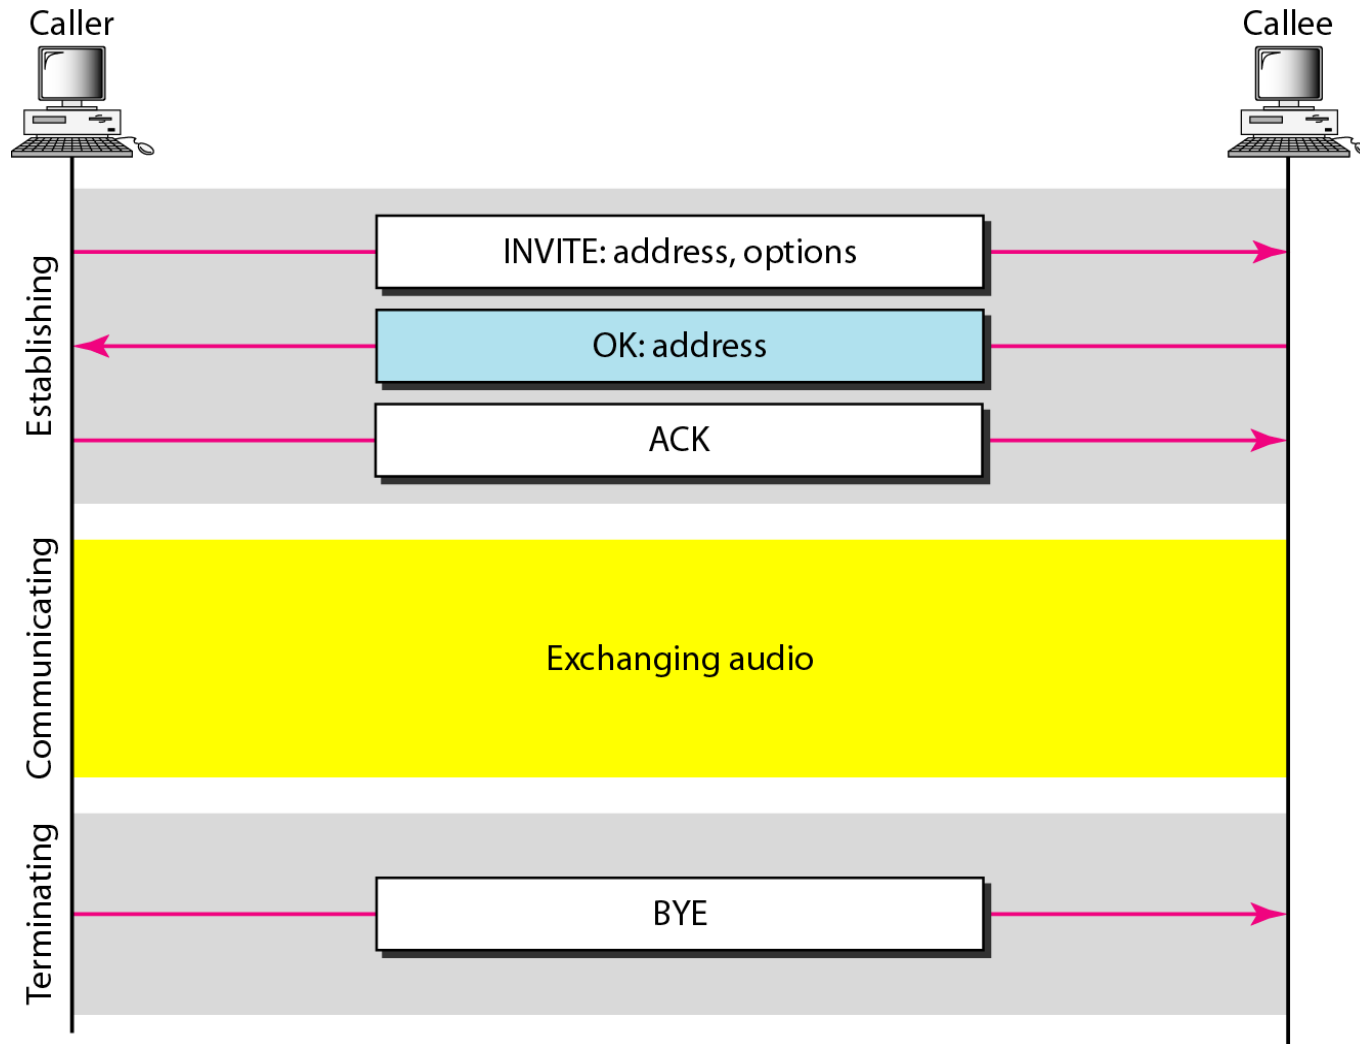 Caller
Callee
Establishing
INVITE: address, options
OK: address
ACK
Communicating
Exchanging audio
Terminating
BYE